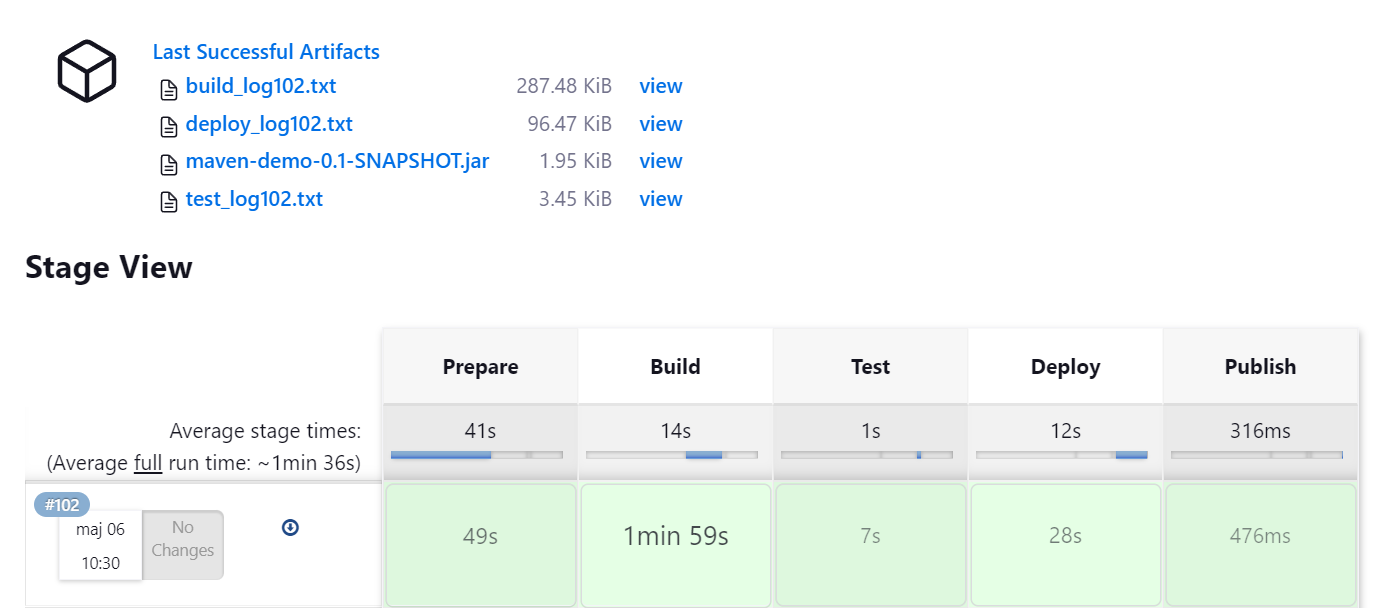 Last Successful Artifacts
build_log102.txt 287.48 KiB view
deploy_log102.txt 96.47 KiB view
maven-demo-0.1-SNAPSHOT.jar 1.95 KiB view
test_log102.txt 3.45 KiB view
Stage View
Prepare Build Test Deploy Publish
Average stage times: 41s 14s 1s 12s 316ms
(Average full run time: ~1min 36s)
#102
maj 06 No
10:30 Changes
49s 1min 59s 7s 28s 476ms